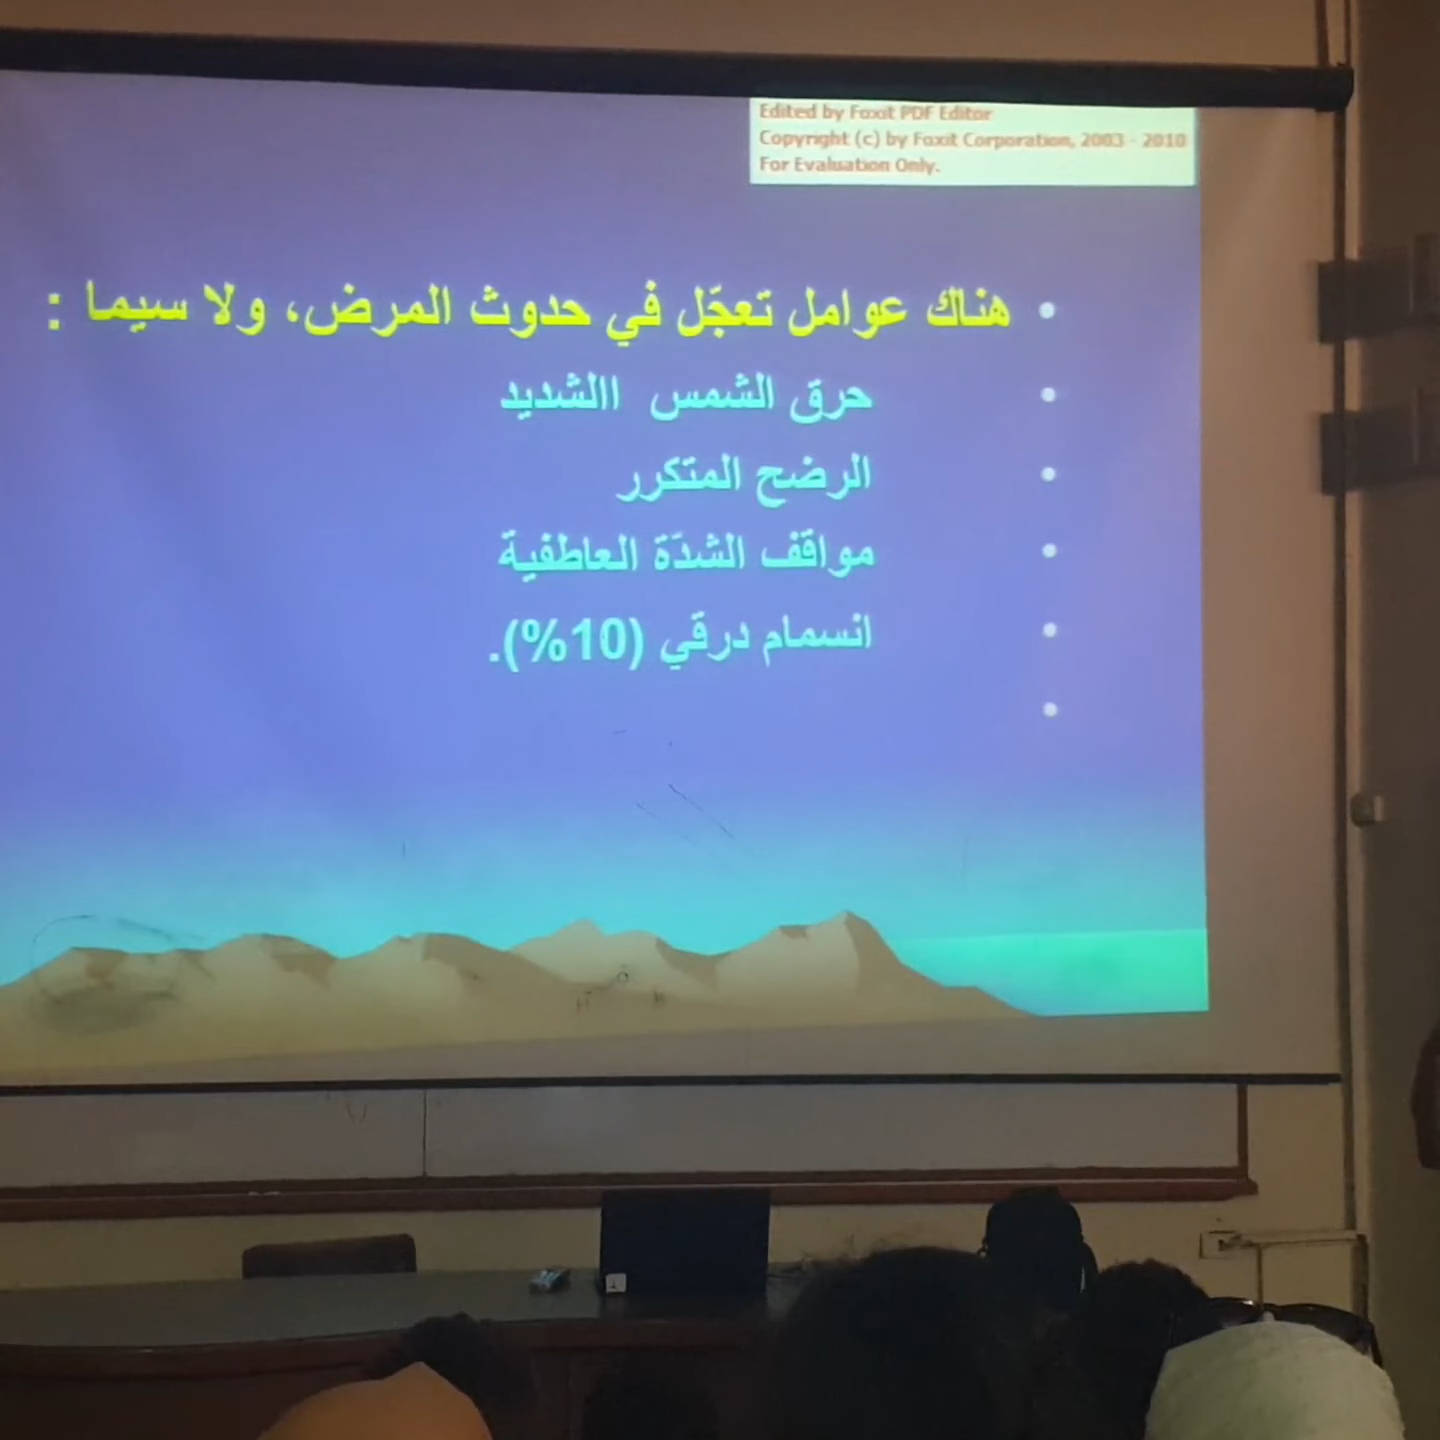 Edited by Foxit PDF Editor
Copyright (c) by Foxit Corporation, 2003 - 2010
For Evaluation Only.
• هناك عوامل تعجّل في حدوث المرض، ولا سيما :
• حرق الشمس االشديد
• الرضح المتكرر
• مواقف الشدّة العاطفية
• انسمام درقي (10%).
•